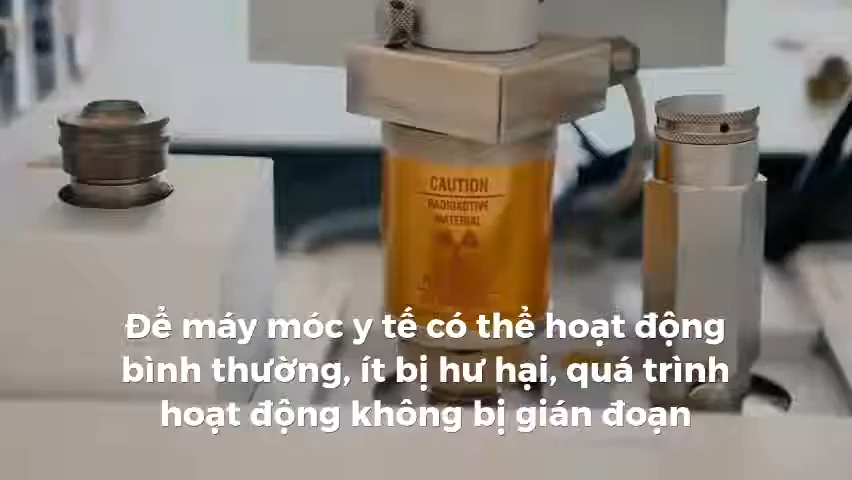 CAUTION
RADIOACTIVE
MATERIAL
Để máy móc y tế có thể hoạt động
bình thường, ít bị hư hại, quá trình
hoạt động không bị gián đoạn